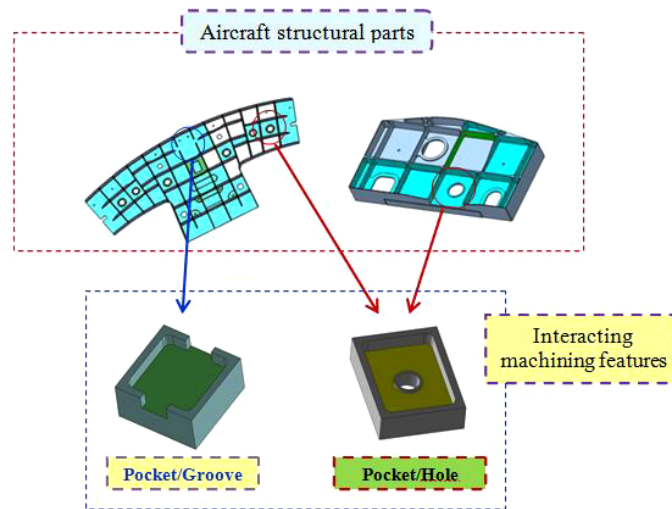 Aircraft structural parts
Interacting
machining features
Pocket/Groove
Pocket/Hole